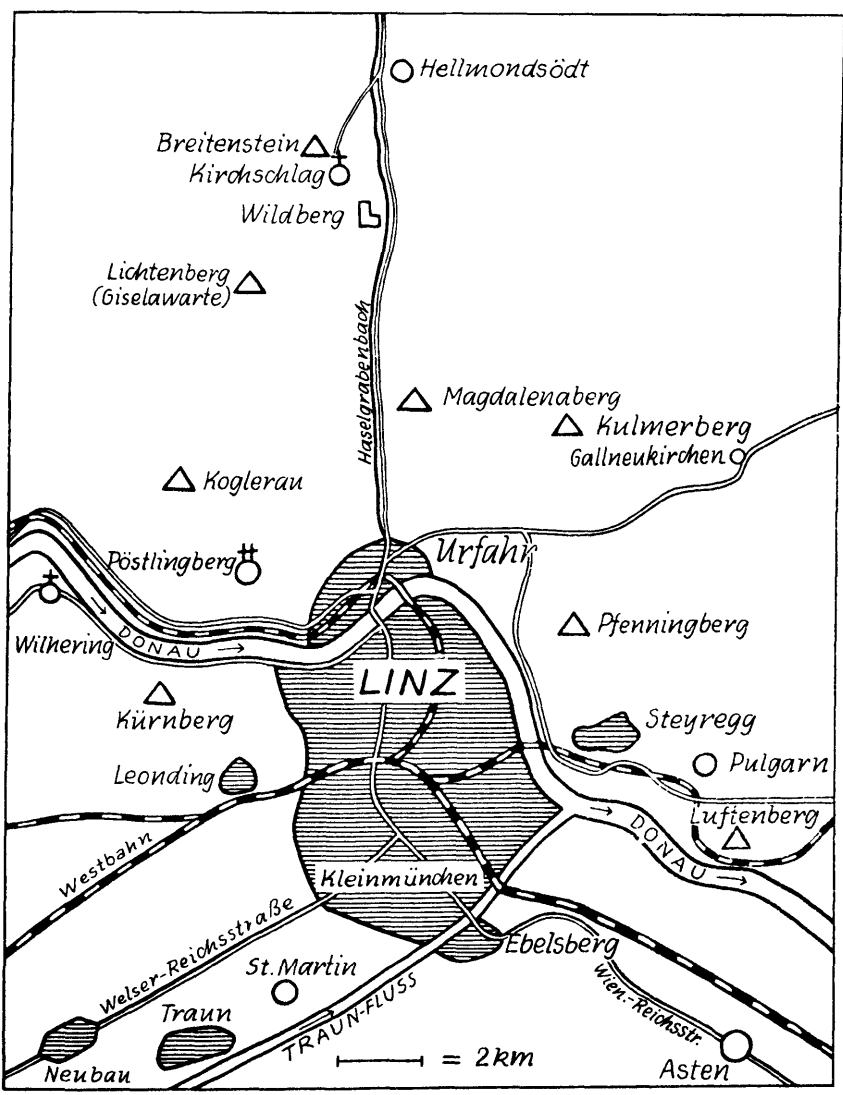 Hellmondsödt
Breitenstein
Kirchschlag
Wildberg
Lichtenberg
(Giselawarte)
Haselgrabenbach
Magdalenaberg
Kulmerberg
Gallneukirchen
Koglerau
Urfahr
Pöstlingberg
Wilhering
DONAU
Pfenningberg
LINZ
Kürnberg
Steyregg
Leonding
Pulgarn
Luftenberg
DONAU
Westbahn
Kleinmünchen
Welser-Reichsstraße
Ebelsberg
St. Martin
Wien.-Reichsstr.
Traun
TRAUN-FLUSS
Neubau
= 2km
Asten